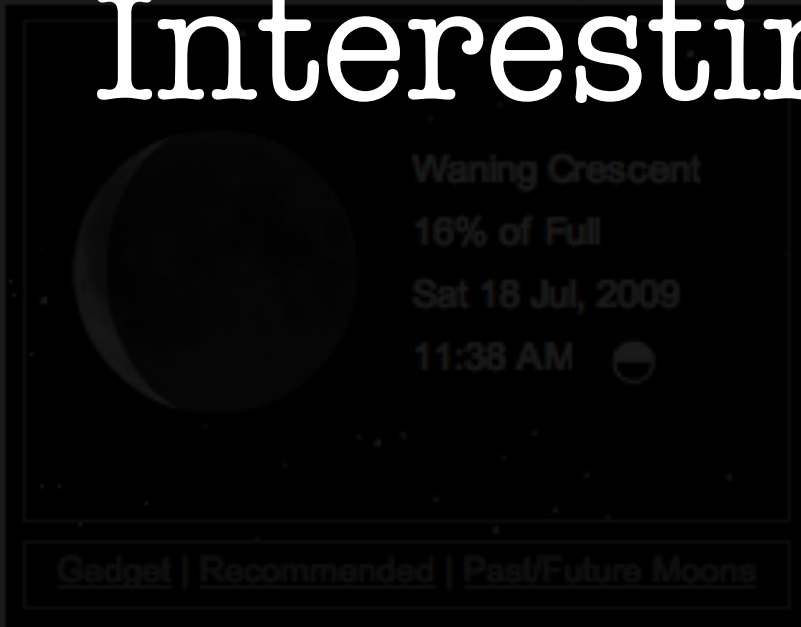 Interestin
Waning Crescent
16% of Full
Sat 18 Jul, 2009
11:38 AM
Gadget | Recommended | Past/Future Moons